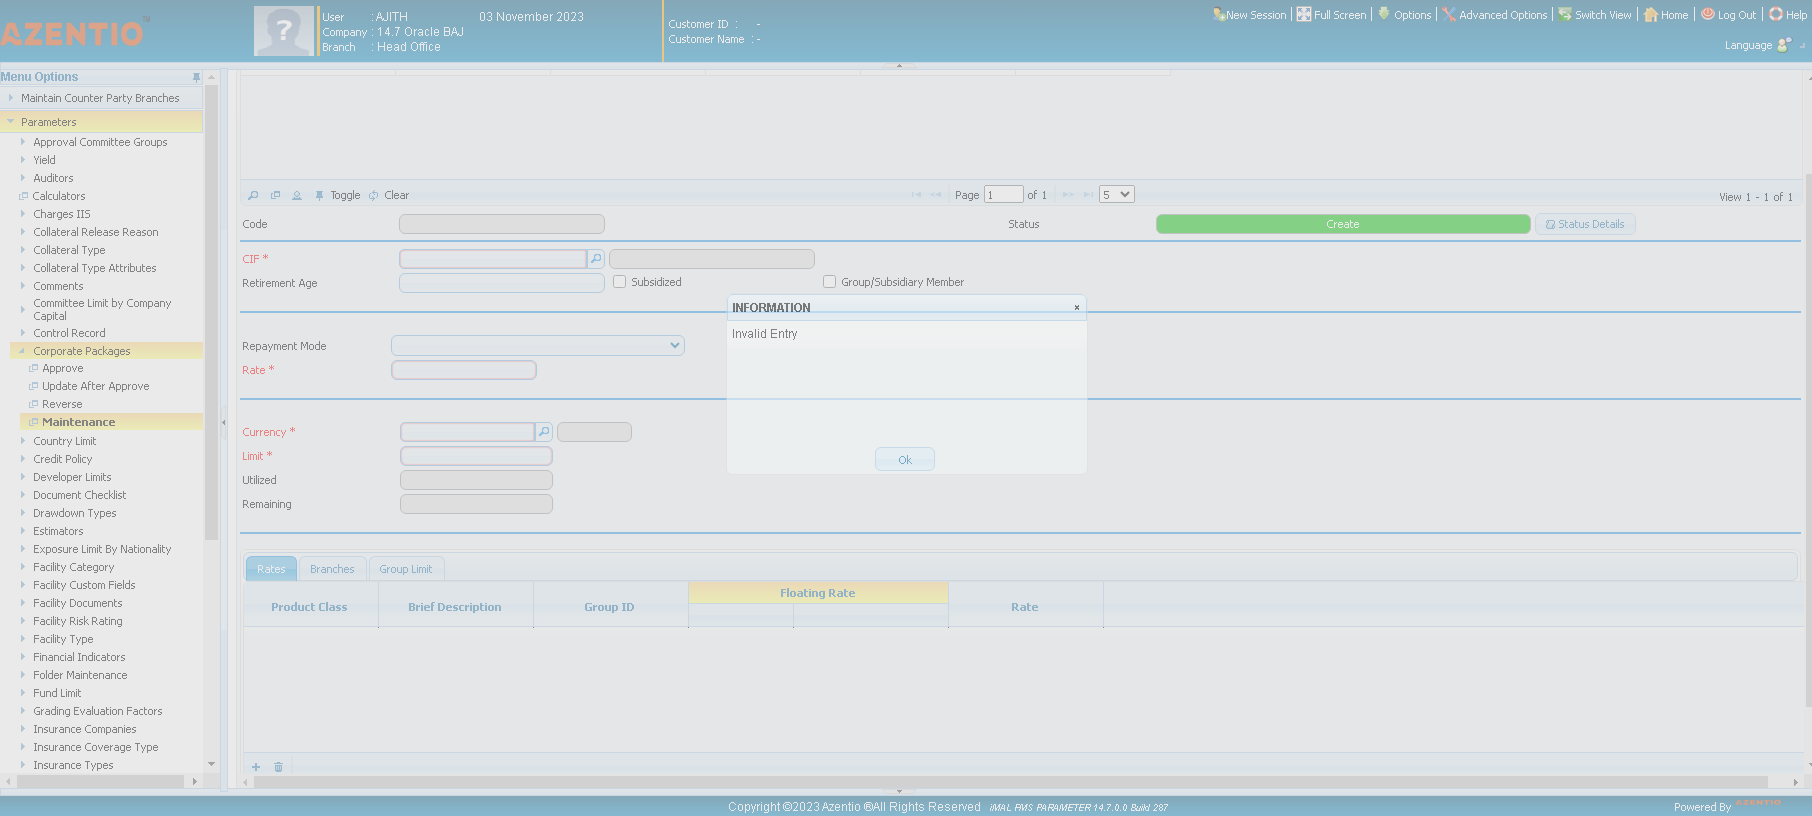 AZENTIO™
User : AJITH 03 November 2023
Company : 14.7 Oracle BAJ
Branch : Head Office
Customer ID : -
Customer Name : -
New Session Full Screen Options Advanced Options Switch View Home Log Out Help
Language
Menu Options
Maintain Counter Party Branches
Parameters
Approval Committee Groups
Yield
Auditors
Calculators
Charges IIS
Collateral Release Reason
Collateral Type
Collateral Type Attributes
Comments
Committee Limit by Company
Capital
Control Record
Corporate Packages
Approve
Update After Approve
Reverse
Maintenance
Country Limit
Credit Policy
Developer Limits
Document Checklist
Drawdown Types
Estimators
Exposure Limit By Nationality
Facility Category
Facility Custom Fields
Facility Documents
Facility Risk Rating
Facility Type
Financial Indicators
Folder Maintenance
Fund Limit
Grading Evaluation Factors
Insurance Companies
Insurance Coverage Type
Insurance Types
Toggle Clear Page 1 of 1 5 View 1 - 1 of 1
Code Status Create Status Details
CIF *
Retirement Age Subsidized Group/Subsidiary Member
INFORMATION ×
Invalid Entry
Ok
Repayment Mode
Rate *
Currency *
Limit *
Utilized
Remaining
Rates Branches Group Limit
Product Class Brief Description Group ID Floating Rate Rate
Copyright ©2023 Azentio ®All Rights Reserved IMAL FMS PARAMETER 14.7.0.0 Build 267
Powered By AZENTIO